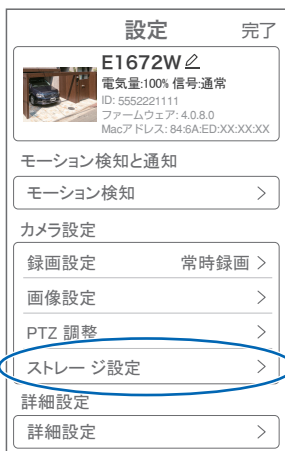 設定 完了
E1672W
電気量:100% 信号:通常
ID: 5552221111
ファームウェア: 4.0.8.0
Macアドレス: 84:6A:ED:XX:XX:XX
モーション検知と通知
モーション検知
カメラ設定
録画設定 常時録画
画像設定
PTZ 調整
ストレー ジ設定
詳細設定
詳細設定